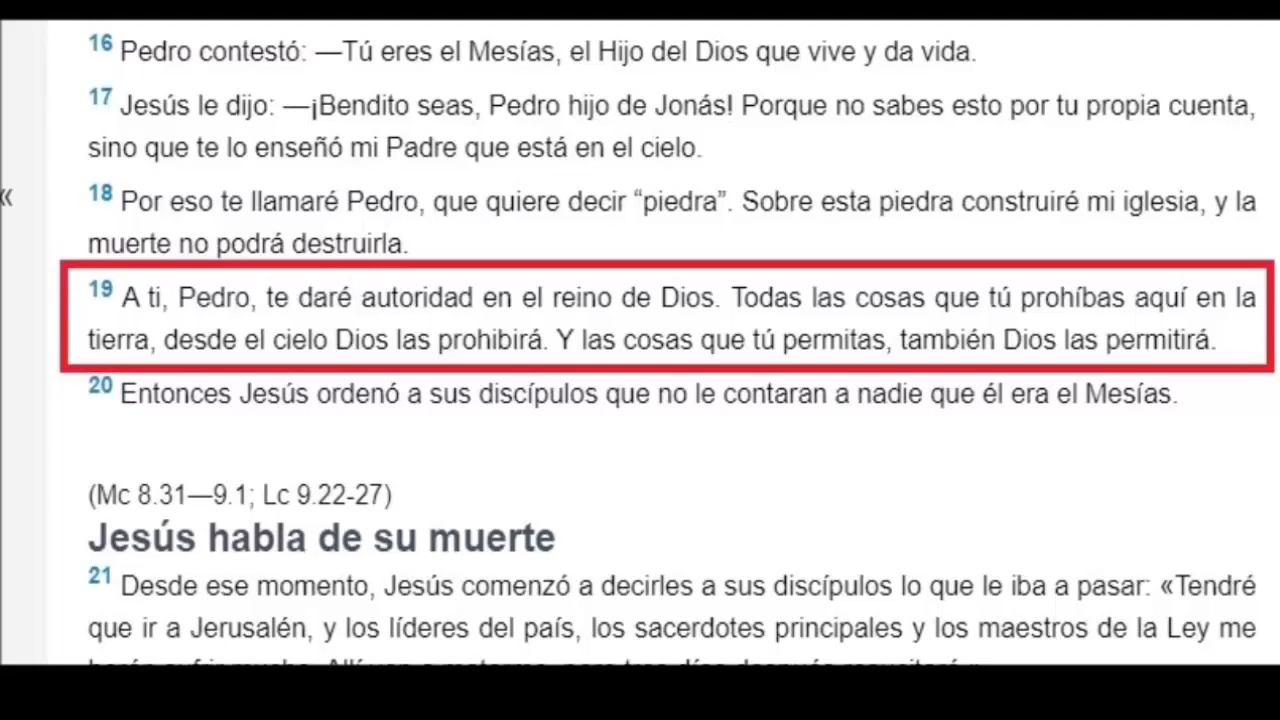 16 Pedro contestó: —Tú eres el Mesías, el Hijo del Dios que vive y da vida.
17 Jesús le dijo: —¡Bendito seas, Pedro hijo de Jonás! Porque no sabes esto por tu propia cuenta,
sino que te lo enseñó mi Padre que está en el cielo.
«
18 Por eso te llamaré Pedro, que quiere decir “piedra”. Sobre esta piedra construiré mi iglesia, y la
muerte no podrá destruirla.
19 A ti, Pedro, te daré autoridad en el reino de Dios. Todas las cosas que tú prohíbas aquí en la
tierra, desde el cielo Dios las prohibirá. Y las cosas que tú permitas, también Dios las permitirá.
20 Entonces Jesús ordenó a sus discípulos que no le contaran a nadie que él era el Mesías.
(Mc 8.31—9.1; Lc 9.22-27)
Jesús habla de su muerte
21 Desde ese momento, Jesús comenzó a decirles a sus discípulos lo que le iba a pasar: «Tendré
que ir a Jerusalén, y los líderes del país, los sacerdotes principales y los maestros de la Ley me